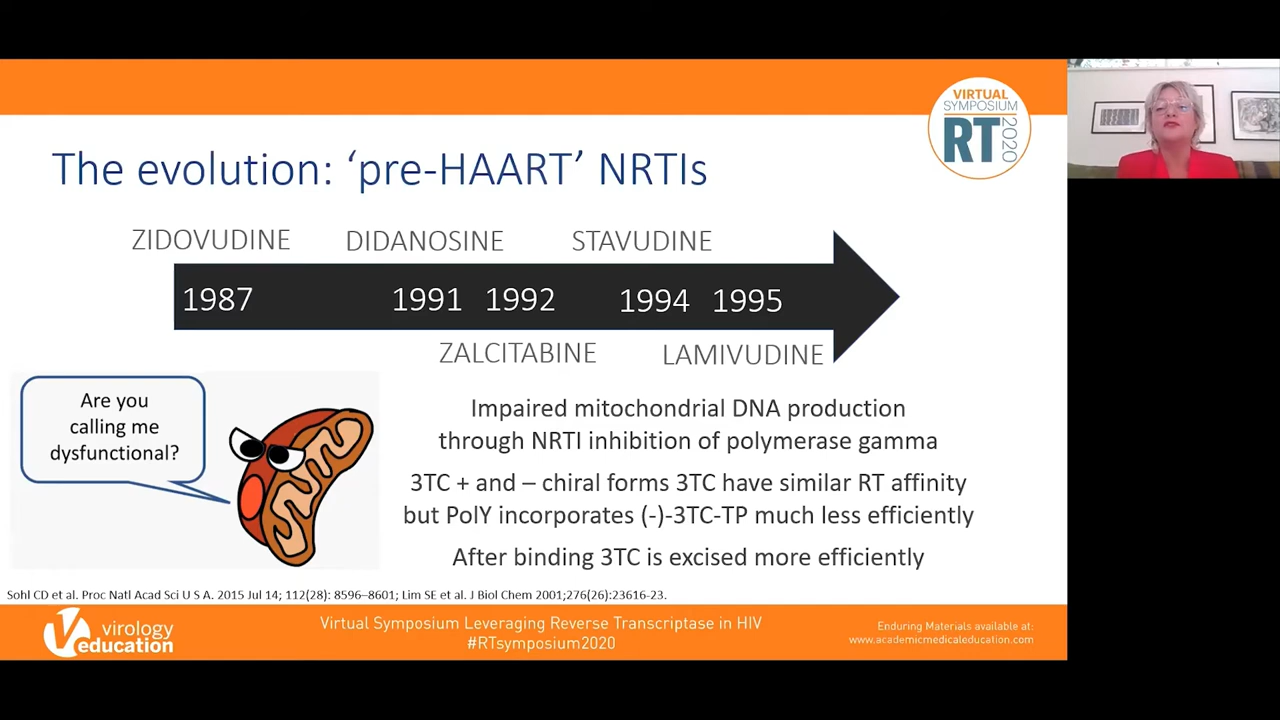 VIRTUAL
SYMPOSIUM
RT
2020
The evolution: ‘pre-HAART’ NRTIs
ZIDOVUDINE DIDANOSINE STAVUDINE
1987 1991 1992 1994 1995
ZALCITABINE LAMIVUDINE
Are you
calling me
dysfunctional?
Impaired mitochondrial DNA production
through NRTI inhibition of polymerase gamma
3TC + and – chiral forms 3TC have similar RT affinity
but PolY incorporates (-)-3TC-TP much less efficiently
After binding 3TC is excised more efficiently
Sohl CD et al. Proc Natl Acad Sci U S A. 2015 Jul 14; 112(28): 8596–8601; Lim SE et al. J Biol Chem 2001;276(26):23616-23.
virology
education
Virtual Symposium Leveraging Reverse Transcriptase in HIV
#RTsymposium2020
Enduring Materials available at:
www.academicmedicaleducation.com